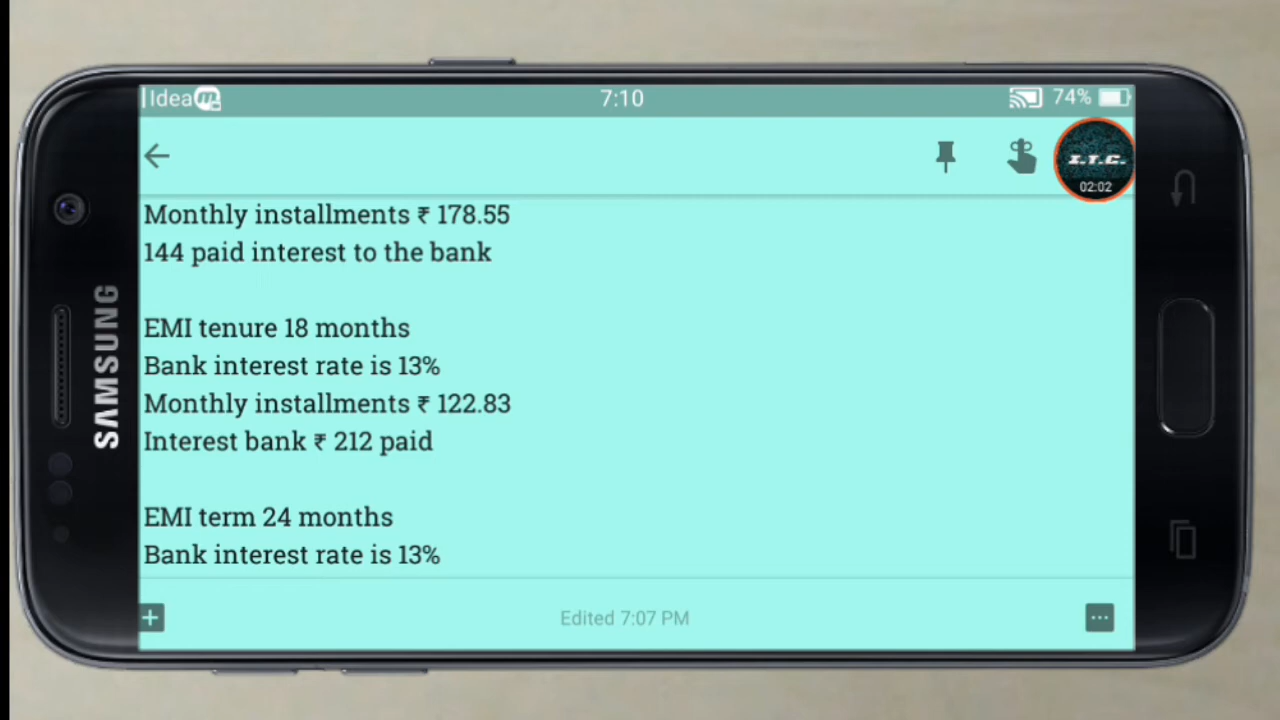 Idea
7:10
74%
I.T.C.
02:02
SAMSUNG
Monthly installments ₹ 178.55
144 paid interest to the bank
EMI tenure 18 months
Bank interest rate is 13%
Monthly installments ₹ 122.83
Interest bank ₹ 212 paid
EMI term 24 months
Bank interest rate is 13%
Edited 7:07 PM